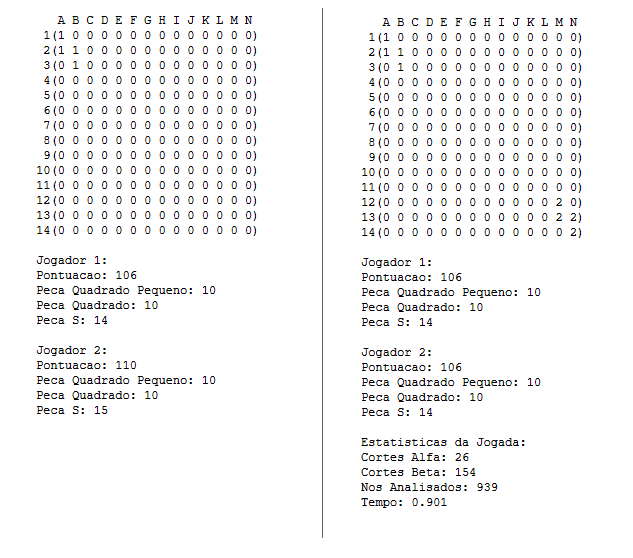 A B C D E F G H I J K L M N
1(1 0 0 0 0 0 0 0 0 0 0 0 0 0)
2(1 1 0 0 0 0 0 0 0 0 0 0 0 0)
3(0 1 0 0 0 0 0 0 0 0 0 0 0 0)
4(0 0 0 0 0 0 0 0 0 0 0 0 0 0)
5(0 0 0 0 0 0 0 0 0 0 0 0 0 0)
6(0 0 0 0 0 0 0 0 0 0 0 0 0 0)
7(0 0 0 0 0 0 0 0 0 0 0 0 0 0)
8(0 0 0 0 0 0 0 0 0 0 0 0 0 0)
9(0 0 0 0 0 0 0 0 0 0 0 0 0 0)
10(0 0 0 0 0 0 0 0 0 0 0 0 0 0)
11(0 0 0 0 0 0 0 0 0 0 0 0 0 0)
12(0 0 0 0 0 0 0 0 0 0 0 0 0 0)
13(0 0 0 0 0 0 0 0 0 0 0 0 0 0)
14(0 0 0 0 0 0 0 0 0 0 0 0 0 0)
Jogador 1:
Pontuacao: 106
Peca Quadrado Pequeno: 10
Peca Quadrado: 10
Peca S: 14
Jogador 2:
Pontuacao: 110
Peca Quadrado Pequeno: 10
Peca Quadrado: 10
Peca S: 15
A B C D E F G H I J K L M N
1(1 0 0 0 0 0 0 0 0 0 0 0 0 0)
2(1 1 0 0 0 0 0 0 0 0 0 0 0 0)
3(0 1 0 0 0 0 0 0 0 0 0 0 0 0)
4(0 0 0 0 0 0 0 0 0 0 0 0 0 0)
5(0 0 0 0 0 0 0 0 0 0 0 0 0 0)
6(0 0 0 0 0 0 0 0 0 0 0 0 0 0)
7(0 0 0 0 0 0 0 0 0 0 0 0 0 0)
8(0 0 0 0 0 0 0 0 0 0 0 0 0 0)
9(0 0 0 0 0 0 0 0 0 0 0 0 0 0)
10(0 0 0 0 0 0 0 0 0 0 0 0 0 0)
11(0 0 0 0 0 0 0 0 0 0 0 0 0 0)
12(0 0 0 0 0 0 0 0 0 0 0 0 2 0)
13(0 0 0 0 0 0 0 0 0 0 0 0 2 2)
14(0 0 0 0 0 0 0 0 0 0 0 0 0 2)
Jogador 1:
Pontuacao: 106
Peca Quadrado Pequeno: 10
Peca Quadrado: 10
Peca S: 14
Jogador 2:
Pontuacao: 106
Peca Quadrado Pequeno: 10
Peca Quadrado: 10
Peca S: 14
Estatisticas da Jogada:
Cortes Alfa: 26
Cortes Beta: 154
Nos Analisados: 939
Tempo: 0.901